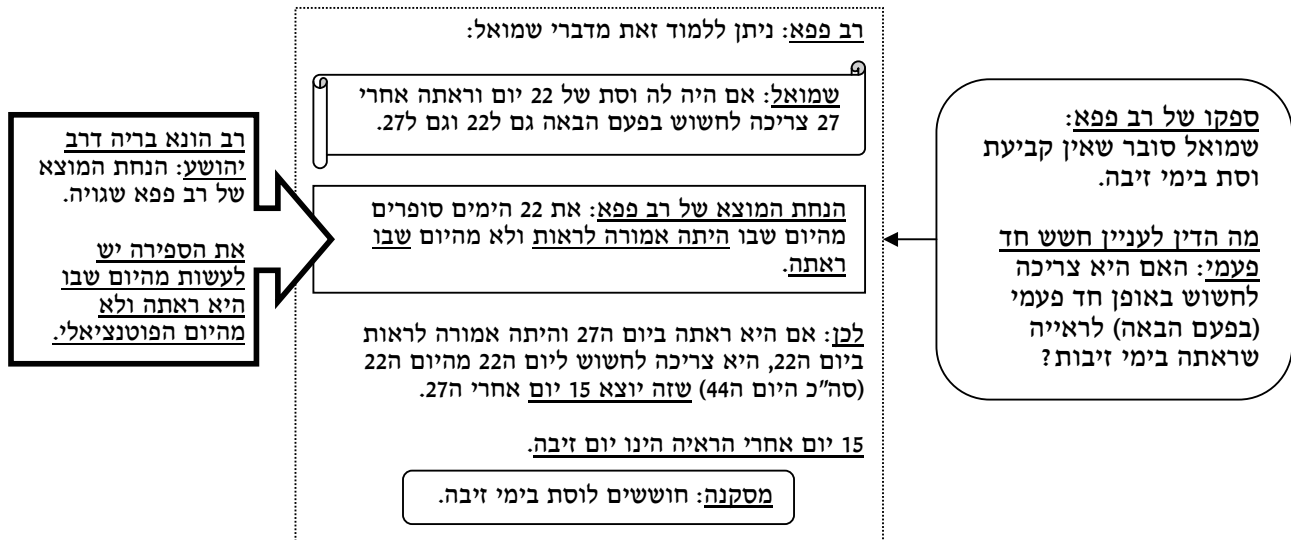 ספקו של רב פפא:
שמואל סובר שאין קביעת
וסת בימי זיבה.
מה הדין לעניין חשש חד
פעמי: האם היא צריכה
לחשוש באופן חד פעמי
(בפעם הבאה) לראייה
שראתה בימי זיבות?
רב פפא: ניתן ללמוד זאת מדברי שמואל:
שמואל: אם היה לה וסת של 22 יום וראתה אחרי
27 צריכה לחשוש בפעם הבאה גם ל22 וגם ל27.
הנחת המוצא של רב פפא: את 22 הימים סופרים
מהיום שבו היתה אמורה לראות ולא מהיום שבו
ראתה.
לכן: אם היא ראתה ביום ה27 והיתה אמורה לראות
ביום ה22, היא צריכה לחשוש ליום ה22 מהיום ה22
(סה"כ היום ה44) שזה יוצא 15 יום אחרי ה27.
15 יום אחרי הראיה הינו יום זיבה.
מסקנה: חוששים לוסת בימי זיבה.
רב הונא בריה דרב
יהושע: הנחת המוצא
של רב פפא שגויה.
את הספירה יש
לעשות מהיום שבו
היא ראתה ולא
מהיום הפוטנציאלי.